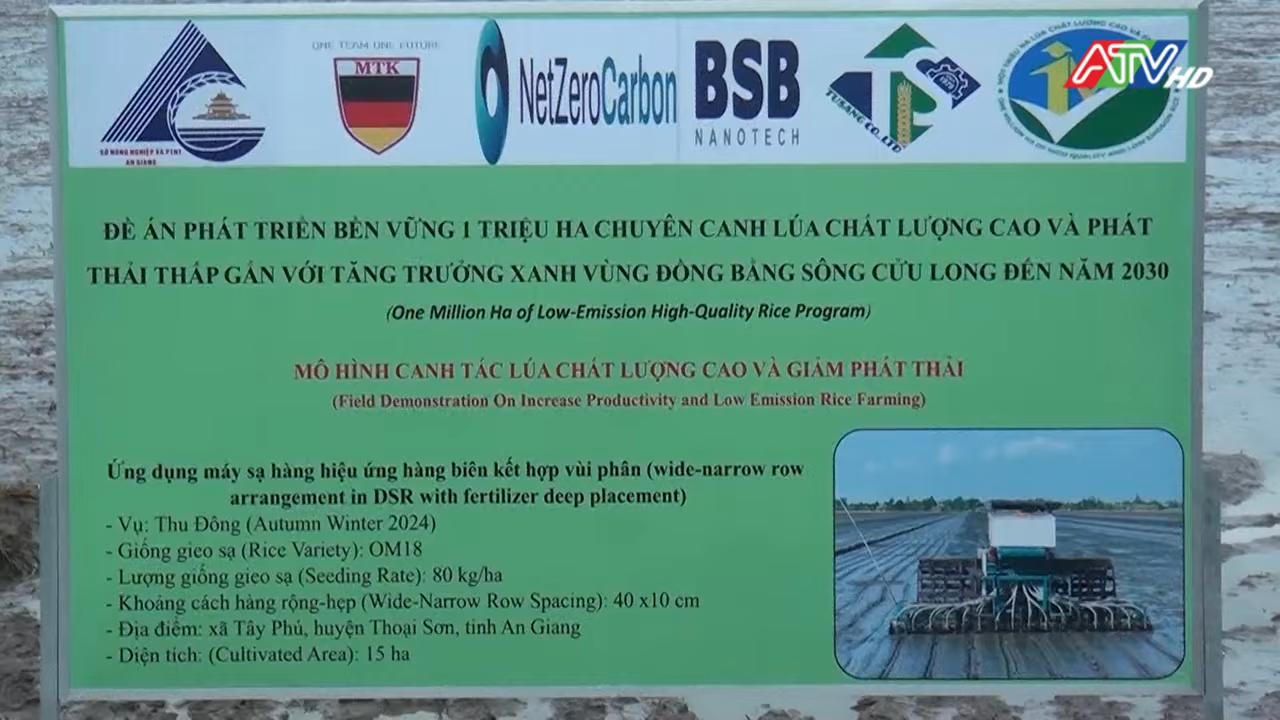 ATV HD
SỞ NÔNG NGHIỆP VÀ PTNT
AN GIANG
ONE TEAM ONE FUTURE
MTK
NetZeroCarbon
BSB
NANOTECH
TUSANG CO.,LTD
ĐỀ ÁN PHÁT TRIỂN BỀN VỮNG 1 TRIỆU HA CHUYÊN CANH LÚA CHẤT LƯỢNG CAO VÀ PHÁT
THẢI THẤP GẮN VỚI TĂNG TRƯỞNG XANH VÙNG ĐỒNG BẰNG SÔNG CỬU LONG ĐẾN NĂM 2030
(One Million Ha of Low-Emission High-Quality Rice Program)
MÔ HÌNH CANH TÁC LÚA CHẤT LƯỢNG CAO VÀ GIẢM PHÁT THẢI
(Field Demonstration On Increase Productivity and Low Emission Rice Farming)
Ứng dụng máy sạ hàng hiệu ứng hàng biên kết hợp vùi phân (wide-narrow row
arrangement in DSR with fertilizer deep placement)
- Vụ: Thu Đông (Autumn Winter 2024)
- Giống gieo sạ (Rice Variety): OM18
- Lượng giống gieo sạ (Seeding Rate): 80 kg/ha
- Khoảng cách hàng rộng-hẹp (Wide-Narrow Row Spacing): 40 x10 cm
- Địa điểm: xã Tây Phú, huyện Thoại Sơn, tỉnh An Giang
- Diện tích: (Cultivated Area): 15 ha